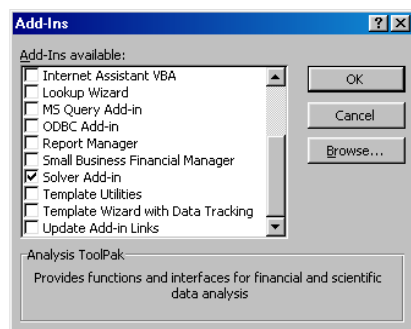 Add-Ins
Add-Ins available:
Internet Assistant VBA
Lookup Wizard
MS Query Add-in
ODBC Add-in
Report Manager
Small Business Financial Manager
Solver Add-in
Template Utilities
Template Wizard with Data Tracking
Update Add-in Links
OK
Cancel
Browse...
Analysis ToolPak
Provides functions and interfaces for financial and scientific
data analysis